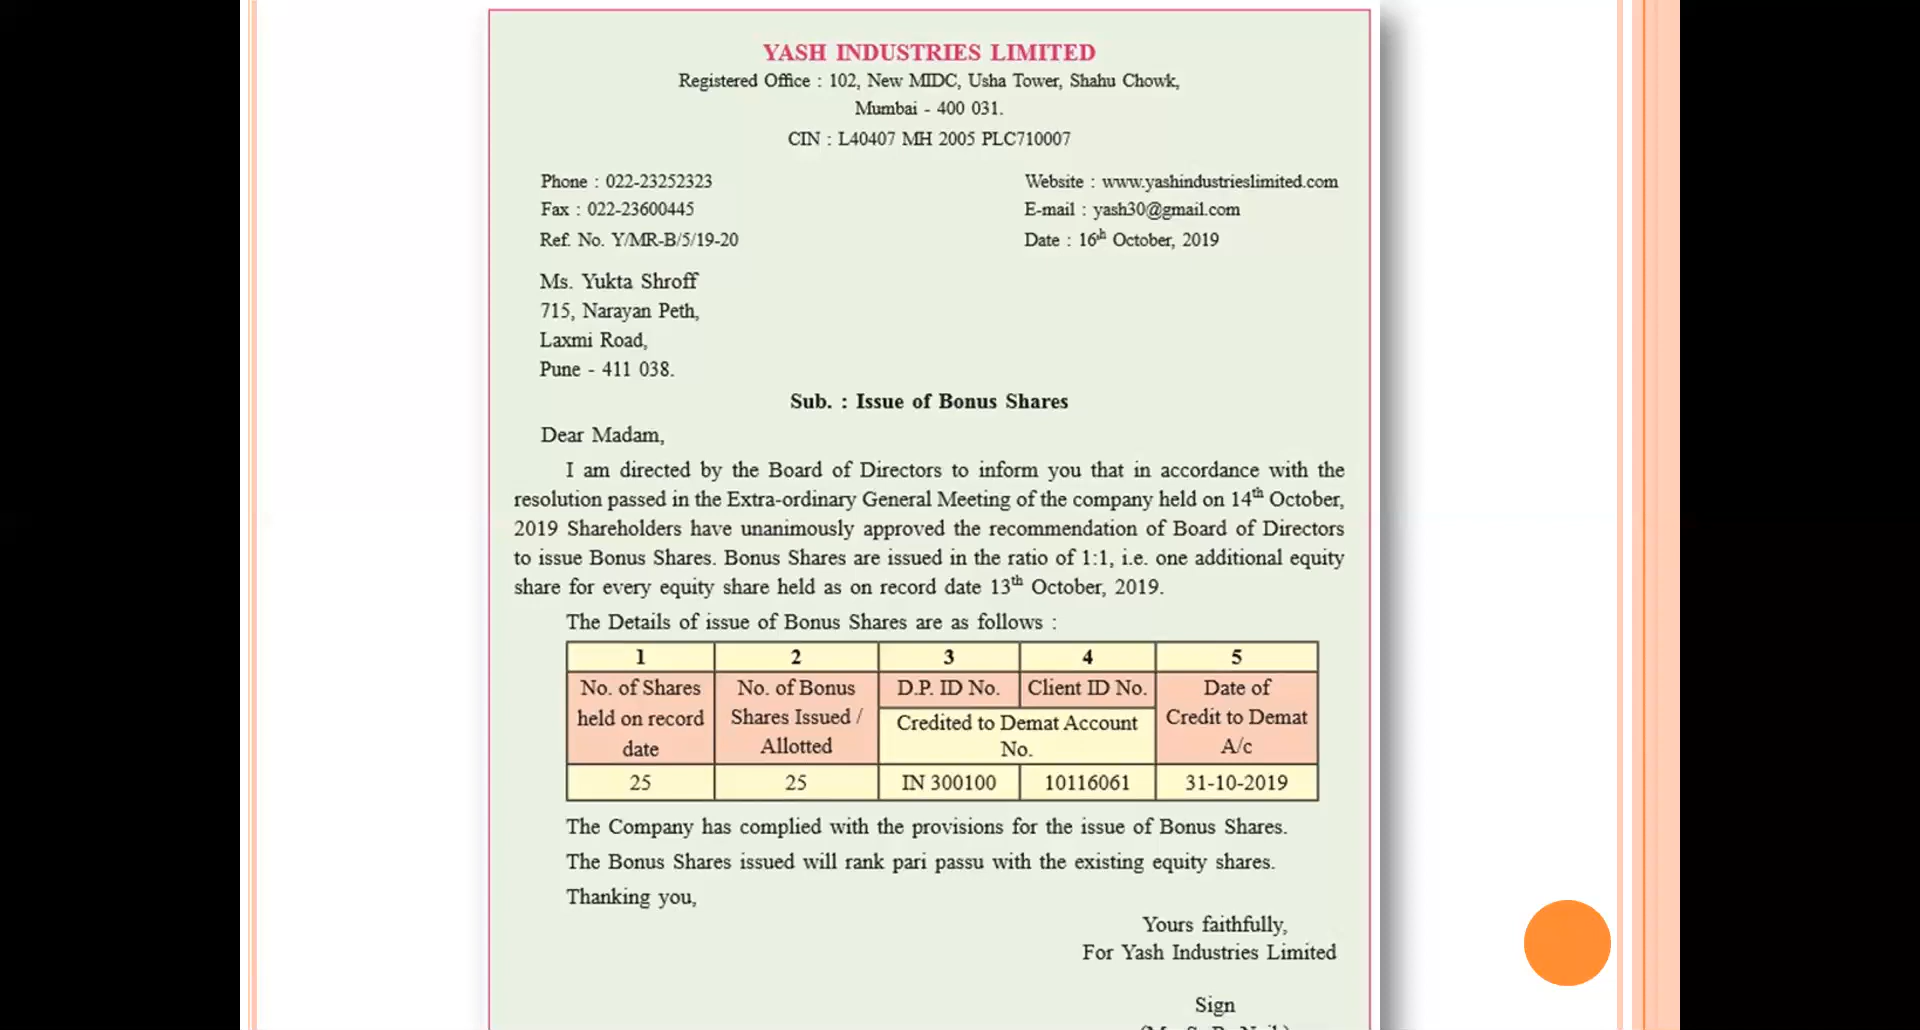 YASH INDUSTRIES LIMITED
Registered Office : 102, New MIDC, Usha Tower, Shahu Chowk,
Mumbai - 400 031.
CIN : L40407 MH 2005 PLC710007
Phone : 022-23252323
Website : www.yashindustrieslimited.com
Fax : 022-23600445
E-mail : yash30@gmail.com
Ref. No. Y/MR-B/5/19-20
Date : 16th October, 2019
Ms. Yukta Shroff
715, Narayan Peth,
Laxmi Road,
Pune - 411 038.
Sub. : Issue of Bonus Shares
Dear Madam,
I am directed by the Board of Directors to inform you that in accordance with the
resolution passed in the Extra-ordinary General Meeting of the company held on 14th October,
2019 Shareholders have unanimously approved the recommendation of Board of Directors
to issue Bonus Shares. Bonus Shares are issued in the ratio of 1:1, i.e. one additional equity
share for every equity share held as on record date 13th October, 2019.
The Details of issue of Bonus Shares are as follows :
1 2 3 4 5
No. of Shares
held on record
date
No. of Bonus
Shares Issued /
Allotted
D.P. ID No.
Client ID No.
Credited to Demat Account
No.
Date of
Credit to Demat
A/c
25 25 IN 300100 10116061 31-10-2019
The Company has complied with the provisions for the issue of Bonus Shares.
The Bonus Shares issued will rank pari passu with the existing equity shares.
Thanking you,
Yours faithfully,
For Yash Industries Limited
Sign